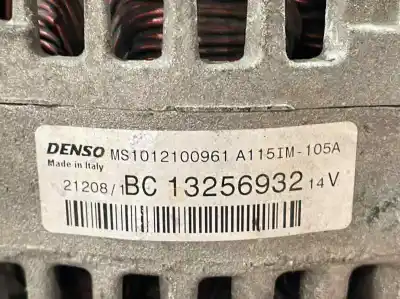 DENSO MS1012100961 A115IM-105A
Made in Italy
21208/1 BC 13256932 14V